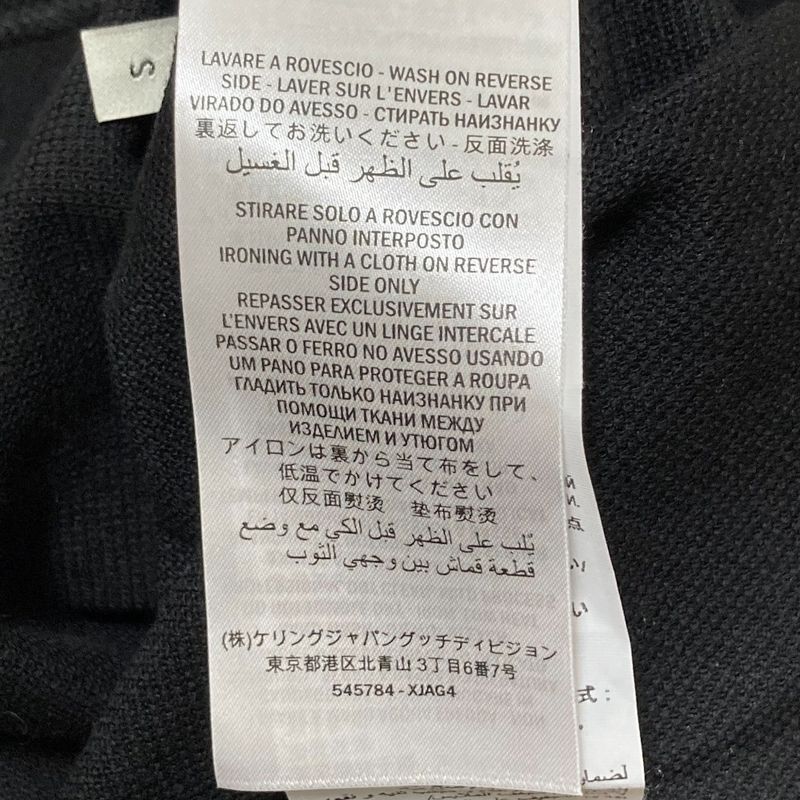 S
LAVARE A ROVESCIO - WASH ON REVERSE
SIDE - LAVER SUR L'ENVERS - LAVAR
VIRADO DO AVESSO - СТИРАТЬ НАИЗНАНКУ
裏返してお洗いください - 反面洗涤
يُقلب على الظهر قبل الغسيل
STIRARE SOLO A ROVESCIO CON
PANNO INTERPOSTO
IRONING WITH A CLOTH ON REVERSE
SIDE ONLY
REPASSER EXCLUSIVEMENT SUR
L'ENVERS AVEC UN LINGE INTERCALE
PASSAR O FERRO NO AVESSO USANDO
UM PANO PARA PROTEGER A ROUPA
ГЛАДИТЬ ТОЛЬКО НАИЗНАНКУ ПРИ
ПОМОЩИ ТКАНИ МЕЖДУ
ИЗДЕЛИЕМ И УТЮГОМ
アイロンは裏から当て布をして、
低温でかけてください
仅反面熨烫 垫布熨烫
يُلب على الظهر قبل الكي مع وضع
قطعة قماش بين وجهي الثوب
(株)ケリングジャパングッチディビジョン
東京都港区北青山 3丁目6番7号
545784 - XJAG4
点
式: